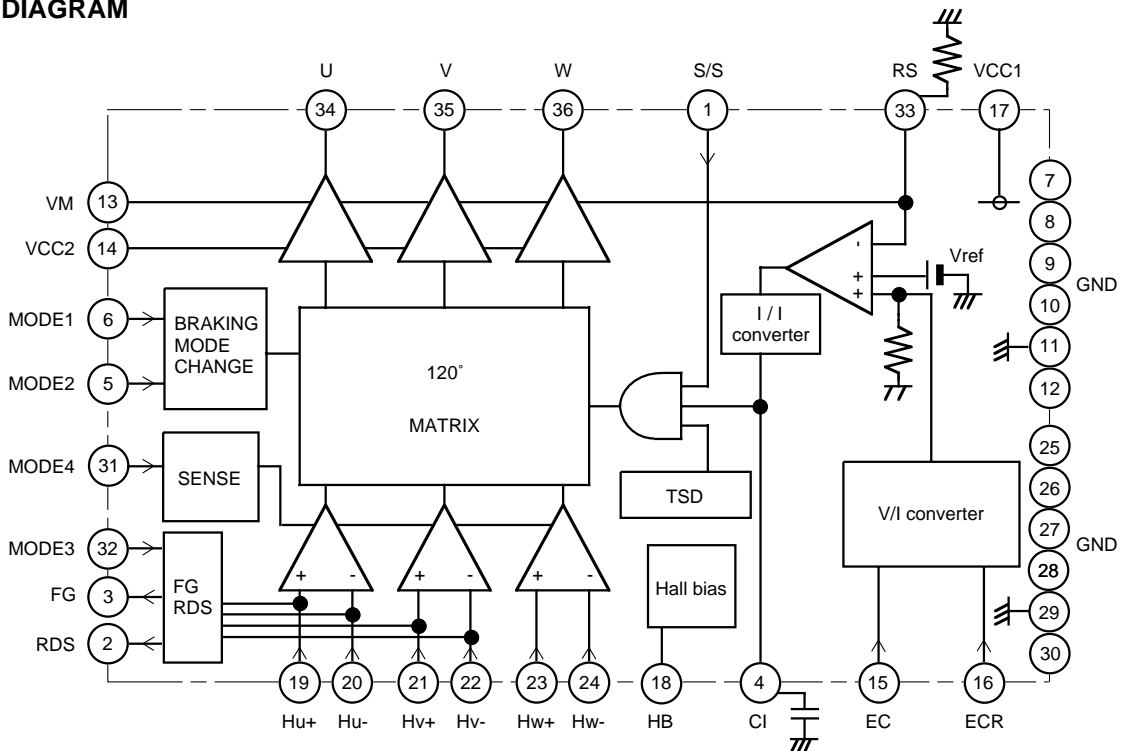 DIAGRAM
U
V
W
S/S
RS
VCC1
34
35
36
1
33
17
7
VM
13
8
VCC2
14
-
Vref
9
+
GND
MODE1
6
BRAKING
MODE
CHANGE
+
10
I / I
converter
11
MODE2
5
120°
MATRIX
12
25
MODE4
31
SENSE
TSD
26
V/I converter
27
GND
MODE3
32
28
FG
3
FG
RDS
+
-
+
-
+
-
Hall bias
29
RDS
2
30
19
20
21
22
23
24
18
4
15
16
Hu+
Hu-
Hv+
Hv-
Hw+
Hw-
HB
CI
EC
ECR